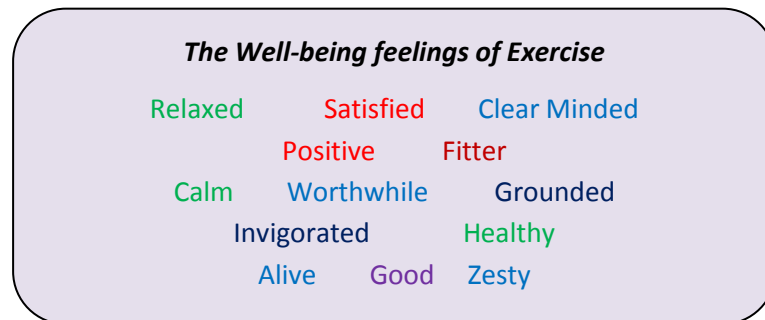 The Well-being feelings of Exercise
Relaxed Satisfied Clear Minded
Positive Fitter
Calm Worthwhile Grounded
Invigorated Healthy
Alive Good Zesty